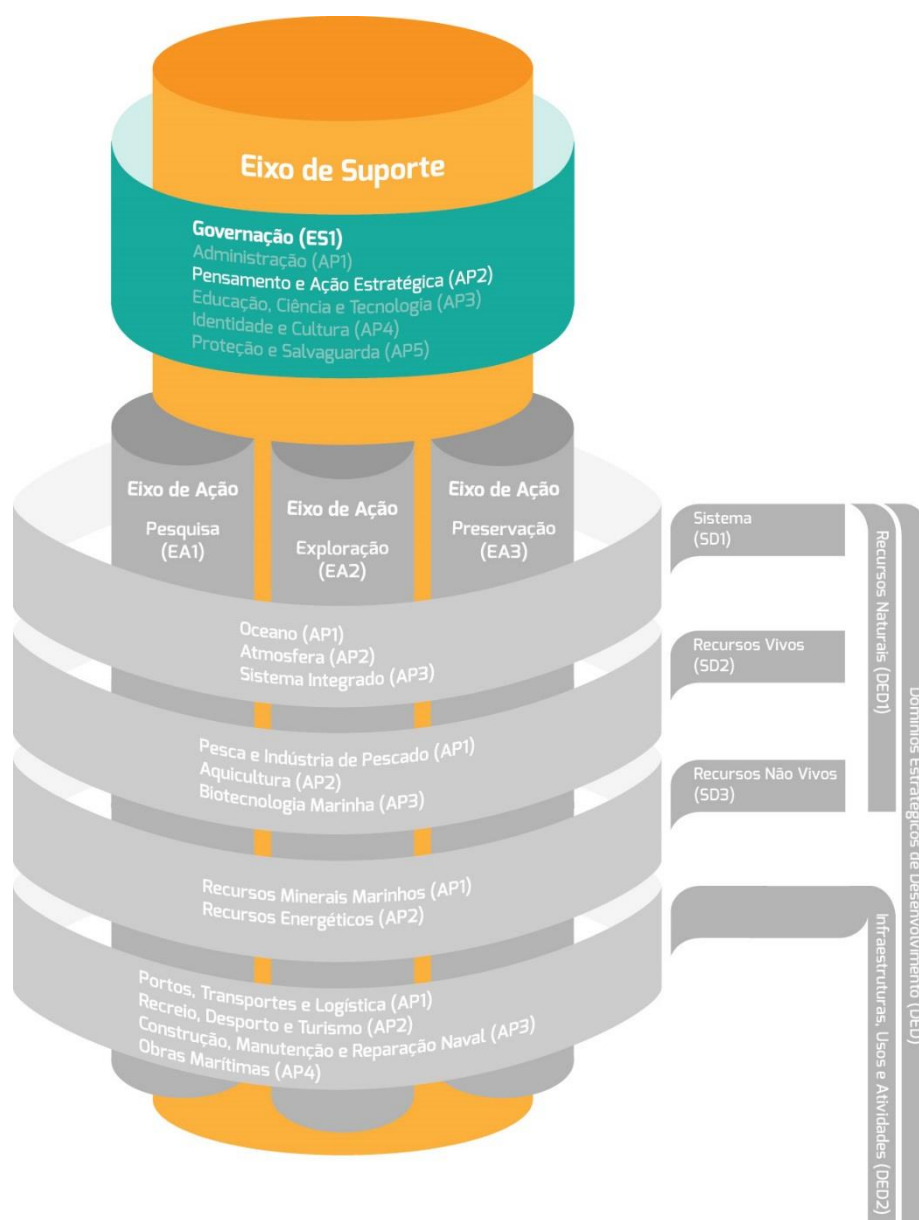 Eixo de Suporte
Governação (ES1)
Administração (AP1)
Pensamento e Ação Estratégica (AP2)
Educação, Ciência e Tecnologia (AP3)
Identidade e Cultura (AP4)
Proteção e Salvaguarda (AP5)
Eixo de Ação
Pesquisa
(EA1)
Eixo de Ação
Exploração
(EA2)
Eixo de Ação
Preservação
(EA3)
Oceano (AP1)
Atmosfera (AP2)
Sistema Integrado (AP3)
Pesca e Indústria de Pescado (AP1)
Aquicultura (AP2)
Biotecnologia Marinha (AP3)
Recursos Minerais Marinhos (AP1)
Recursos Energéticos (AP2)
Portos, Transportes e Logística (AP1)
Recreio, Desporto e Turismo (AP2)
Construção, Manutenção e Reparação Naval (AP3)
Obras Marítimas (AP4)
Sistema
(SD1)
Recursos Vivos
(SD2)
Recursos Não Vivos
(SD3)
Recursos Naturais (DED1)
Infraestruturas, Usos e Atividades (DED2)
Domínios Estratégicos de Desenvolvimento (DED)